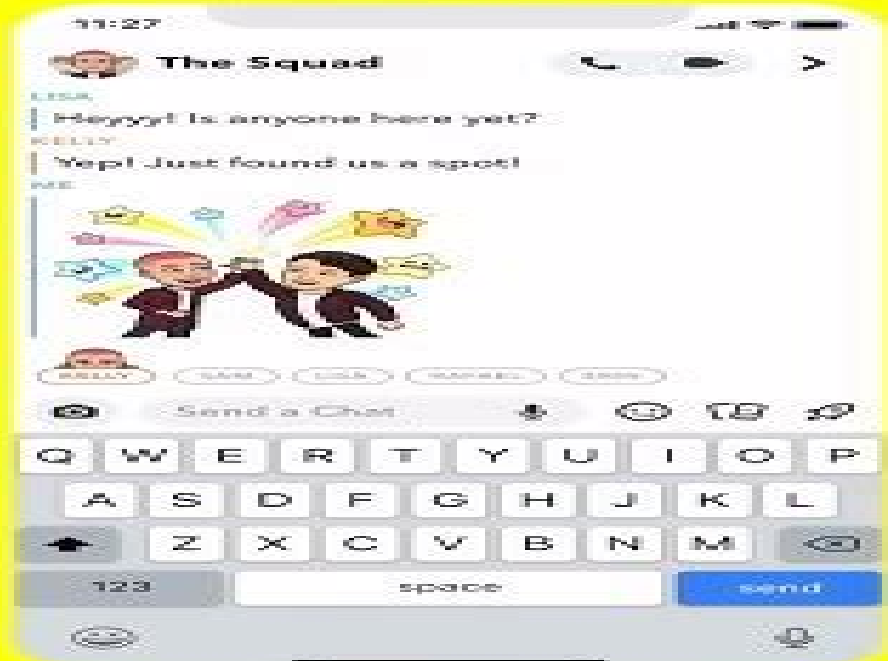 11:27
The Squad
LISA
Heyyy! Is anyone here yet?
KELLY
Yep! Just found us a spot!
ME
KELLY SAM LISA RAFAEL
Send a Chat
Q W E R T Y U I O P
A S D F G H J K L
Z X C V B N M
123 space send